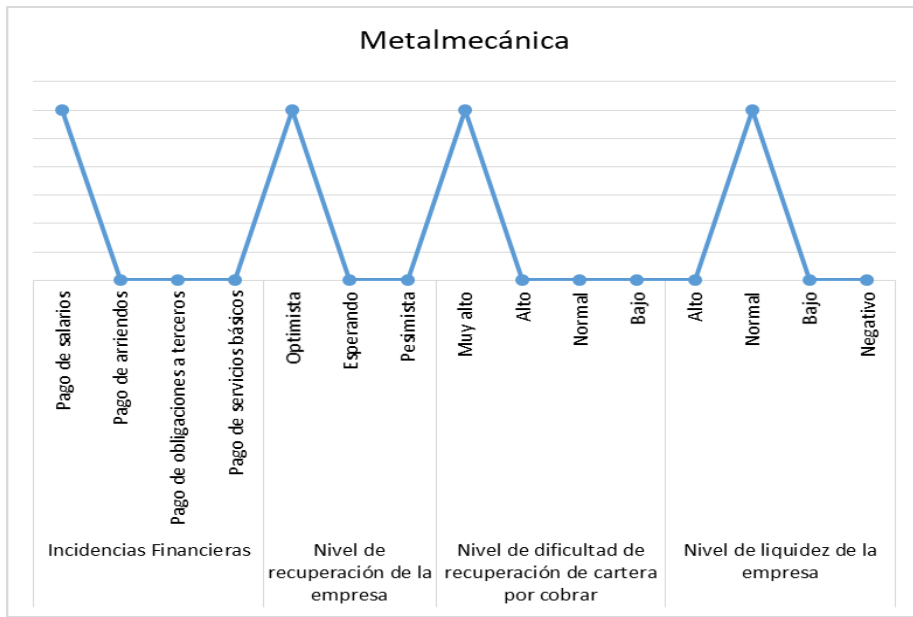 Metalmecánica
Pago de salarios
Pago de arriendos
Pago de obligaciones a terceros
Pago de servicios básicos
Optimista
Esperando
Pesimista
Muy alto
Alto
Normal
Bajo
Alto
Normal
Bajo
Negativo
Incidencias Financieras
Nivel de
recuperación de la
empresa
Nivel de dificultad de
recuperación de cartera
por cobrar
Nivel de liquidez de la
empresa